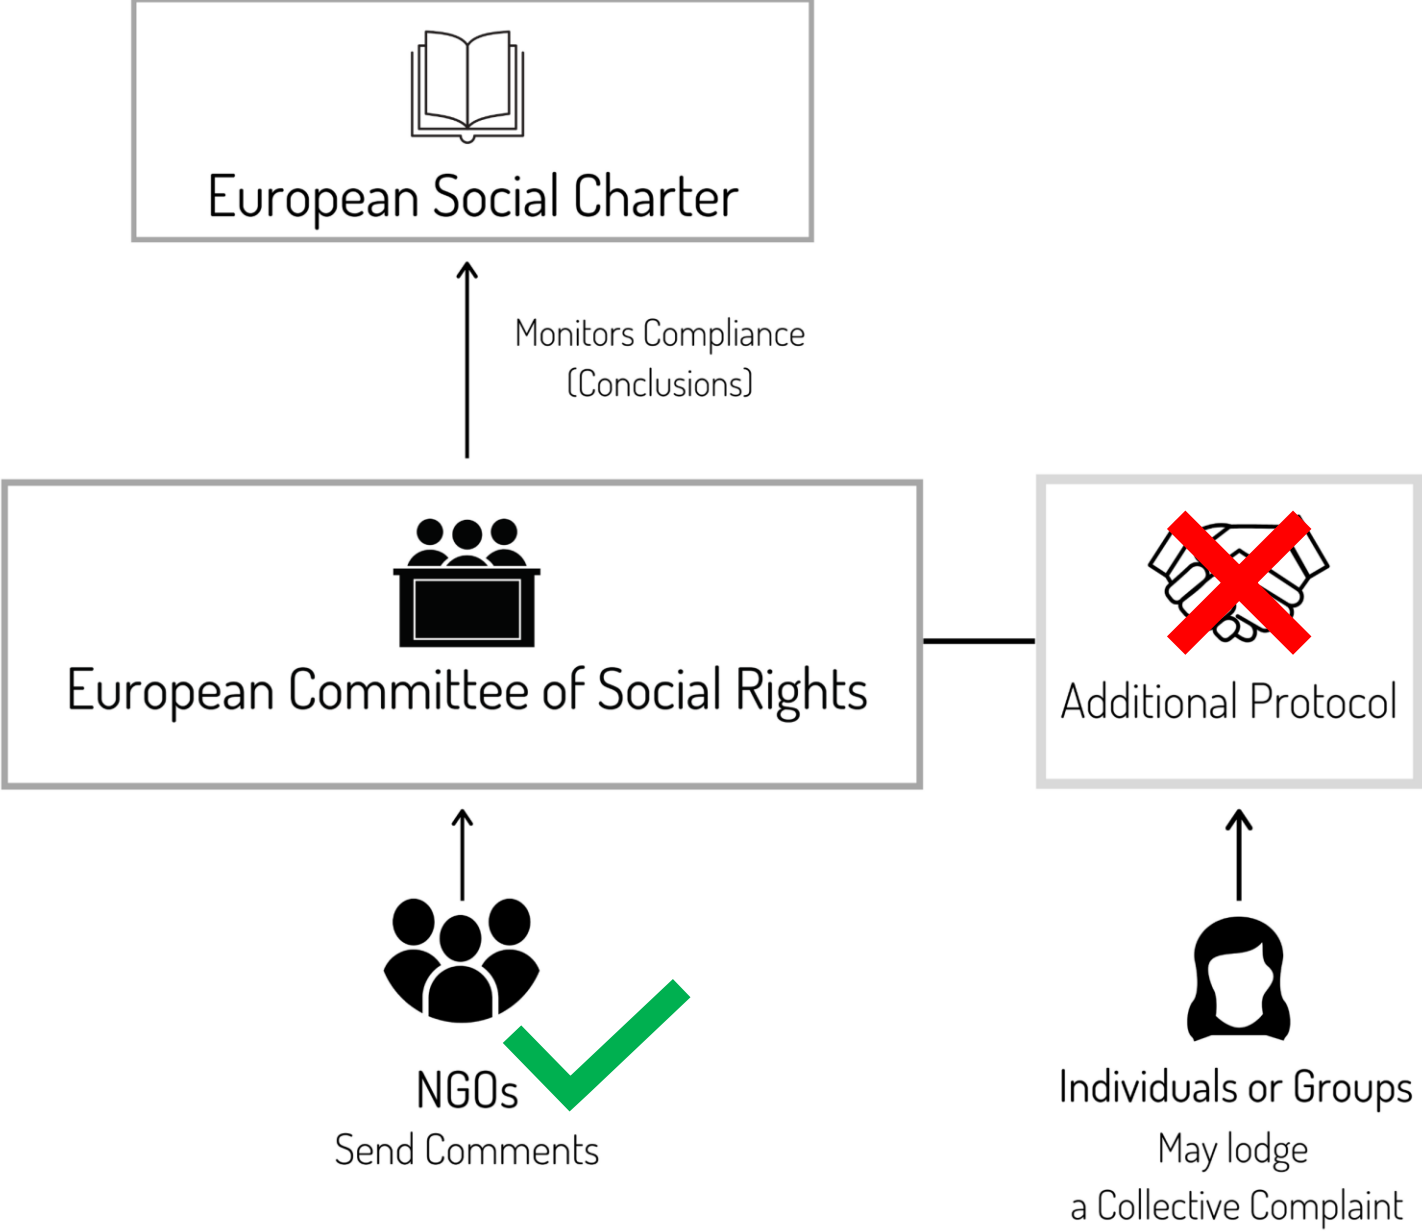 European Social Charter
Monitors Compliance
(Conclusions)
European Committee of Social Rights
Additional Protocol
NGOs
Send Comments
Individuals or Groups
May lodge
a Collective Complaint